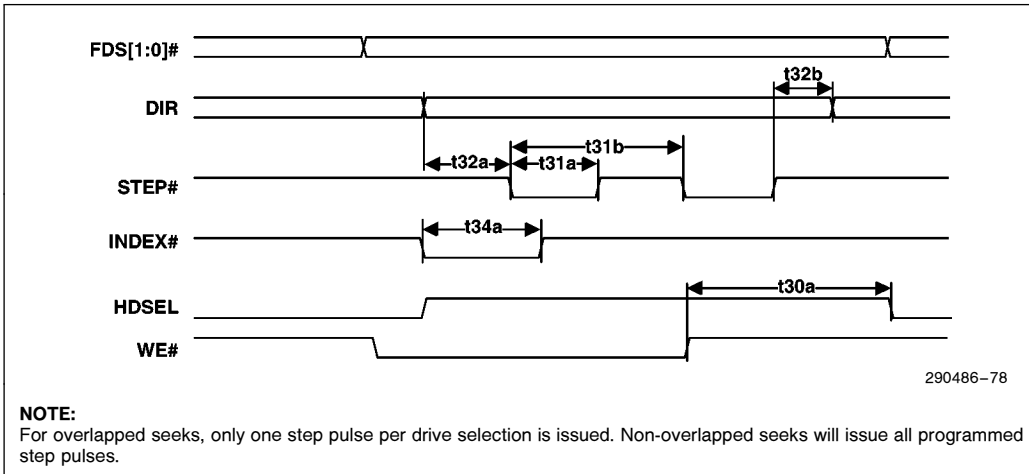 FDS[1:0]#
t32b
DIR
t31b
t32a
t31a
STEP#
t34a
INDEX#
t30a
HDSEL
WE#
290486–78
NOTE:
For overlapped seeks, only one step pulse per drive selection is issued. Non-overlapped seeks will issue all programmed
step pulses.